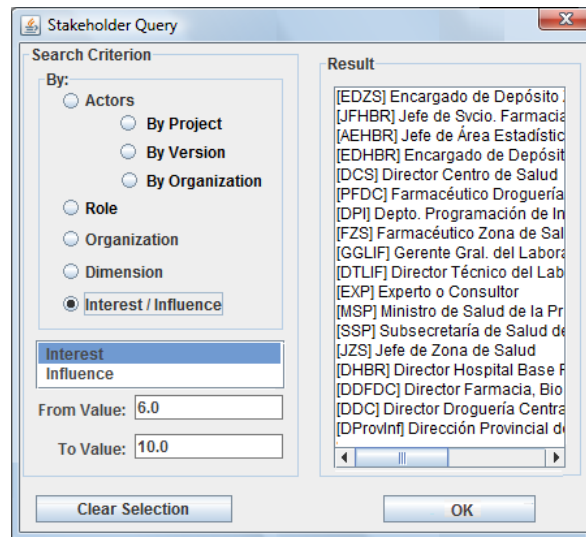 Stakeholder Query
Search Criterion
By:
Actors
By Project
By Version
By Organization
Role
Organization
Dimension
Interest / Influence
Interest
Influence
From Value: 6.0
To Value: 10.0
Clear Selection
Result
[EDZS] Encargado de Depósito
[JFHBR] Jefe de Svcio. Farmacia
[AEHBR] Jefe de Área Estadístic
[EDHBR] Encargado de Depósit
[DCS] Director Centro de Salud
[PFDC] Farmacéutico Droguería
[DPI] Depto. Programación de In
[FZS] Farmacéutico Zona de Sal
[GGLIF] Gerente Gral. del Labora
[DTLIF] Director Técnico del Lab
[EXP] Experto o Consultor
[MSP] Ministro de Salud de la Pr
[SSP] Subsecretaría de Salud de
[JZS] Jefe de Zona de Salud
[DHBR] Director Hospital Base
[DDFDC] Director Farmacia, Bio
[DDC] Director Droguería Centra
[DProvInf] Dirección Provincial de
OK